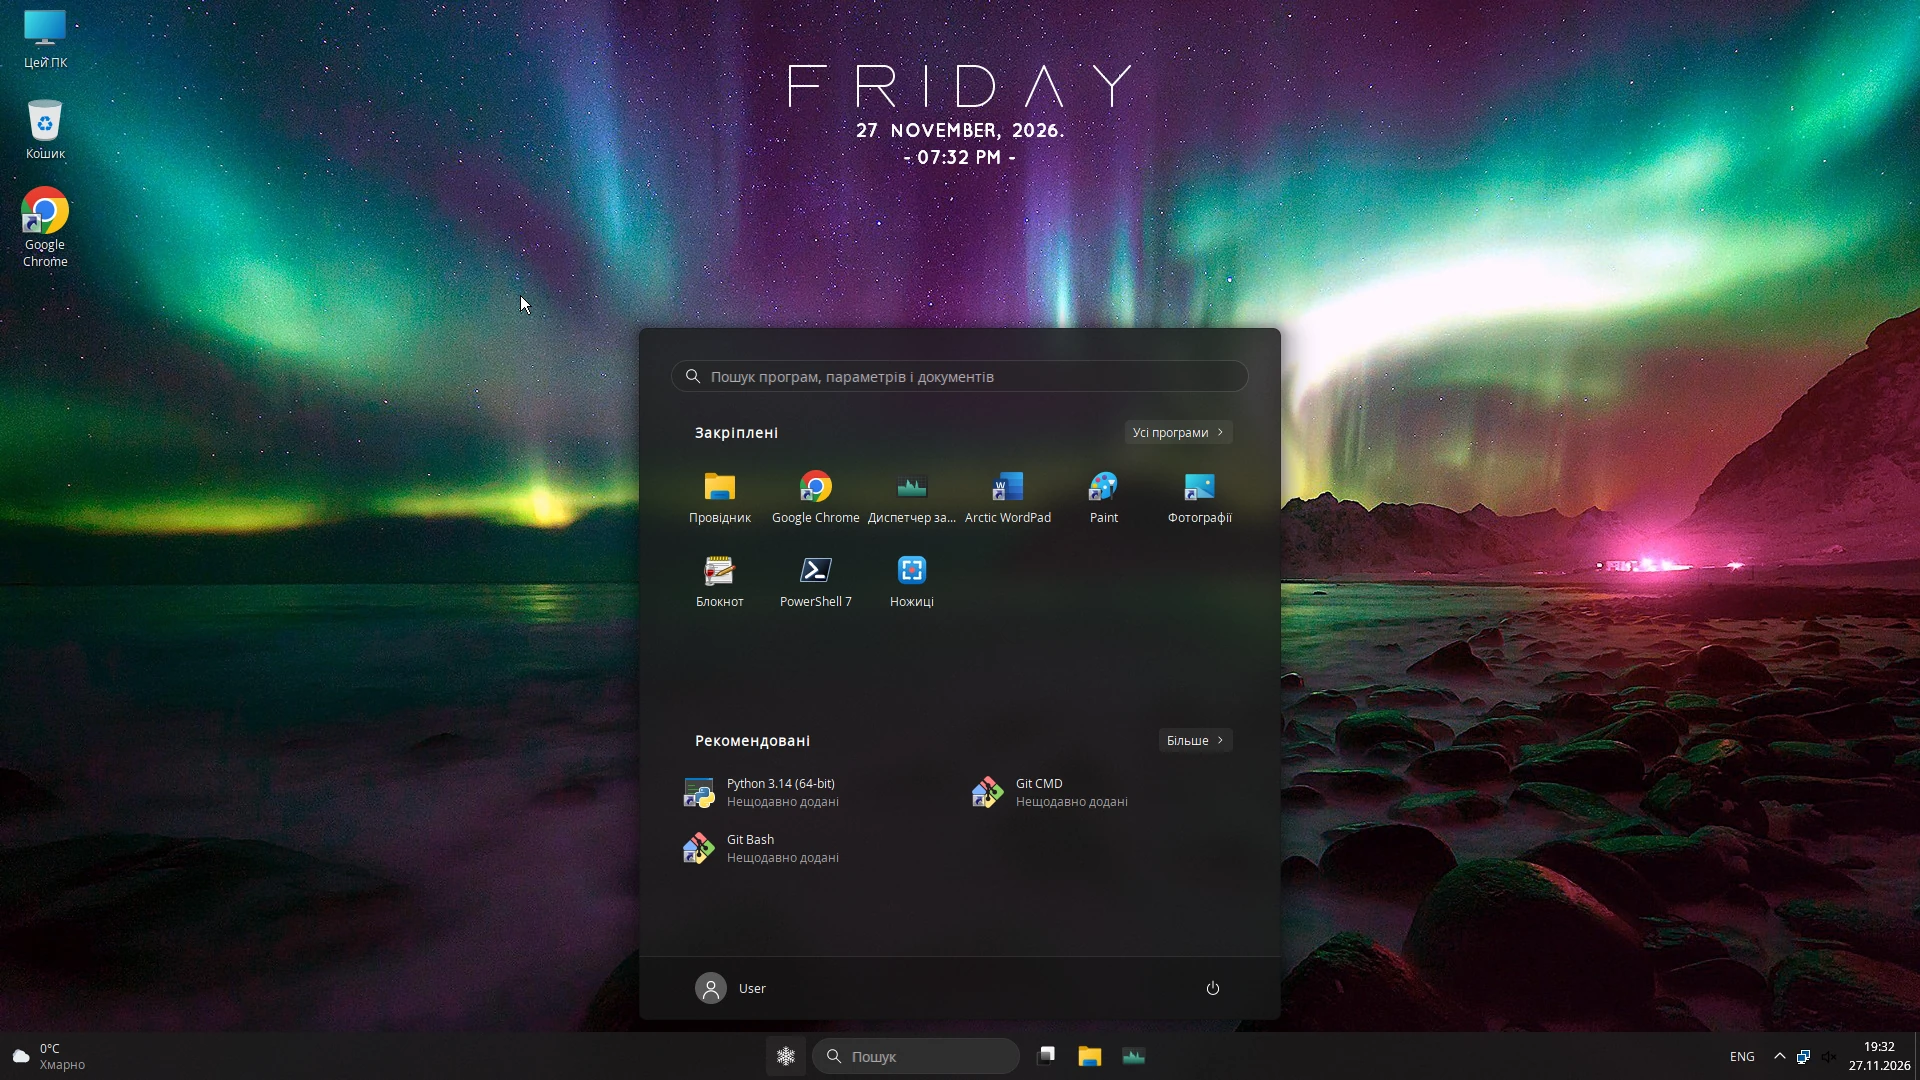 Цей ПК
Кошик
Google
Chrome
FRIDAY
27 NOVEMBER, 2026.
- 07:32 PM -
Пошук програм, параметрів і документів
Закріплені
Усі програми
Провідник
Google Chrome
Диспетчер за...
Arctic WordPad
Paint
Фотографії
Блокнот
PowerShell 7
Ножиці
Рекомендовані
Більше
Python 3.14 (64-bit)
Нещодавно додані
Git CMD
Нещодавно додані
Git Bash
Нещодавно додані
User
0°C
Хмарно
Пошук
ENG
19:32
27.11.2026